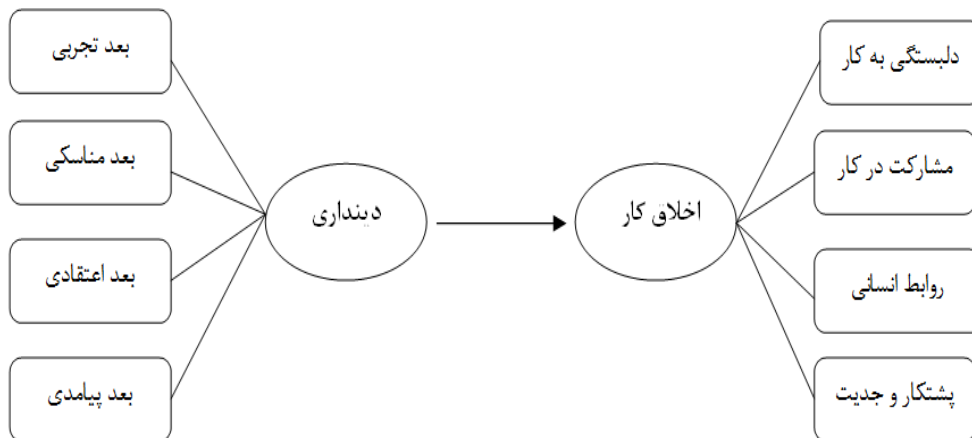 بعد تجربی
بعد مناسکی
بعد اعتقادی
بعد پیامدی
دینداری
اخلاق کار
دلبستگی به کار
مشارکت در کار
روابط انسانی
پشتکار و جدیت